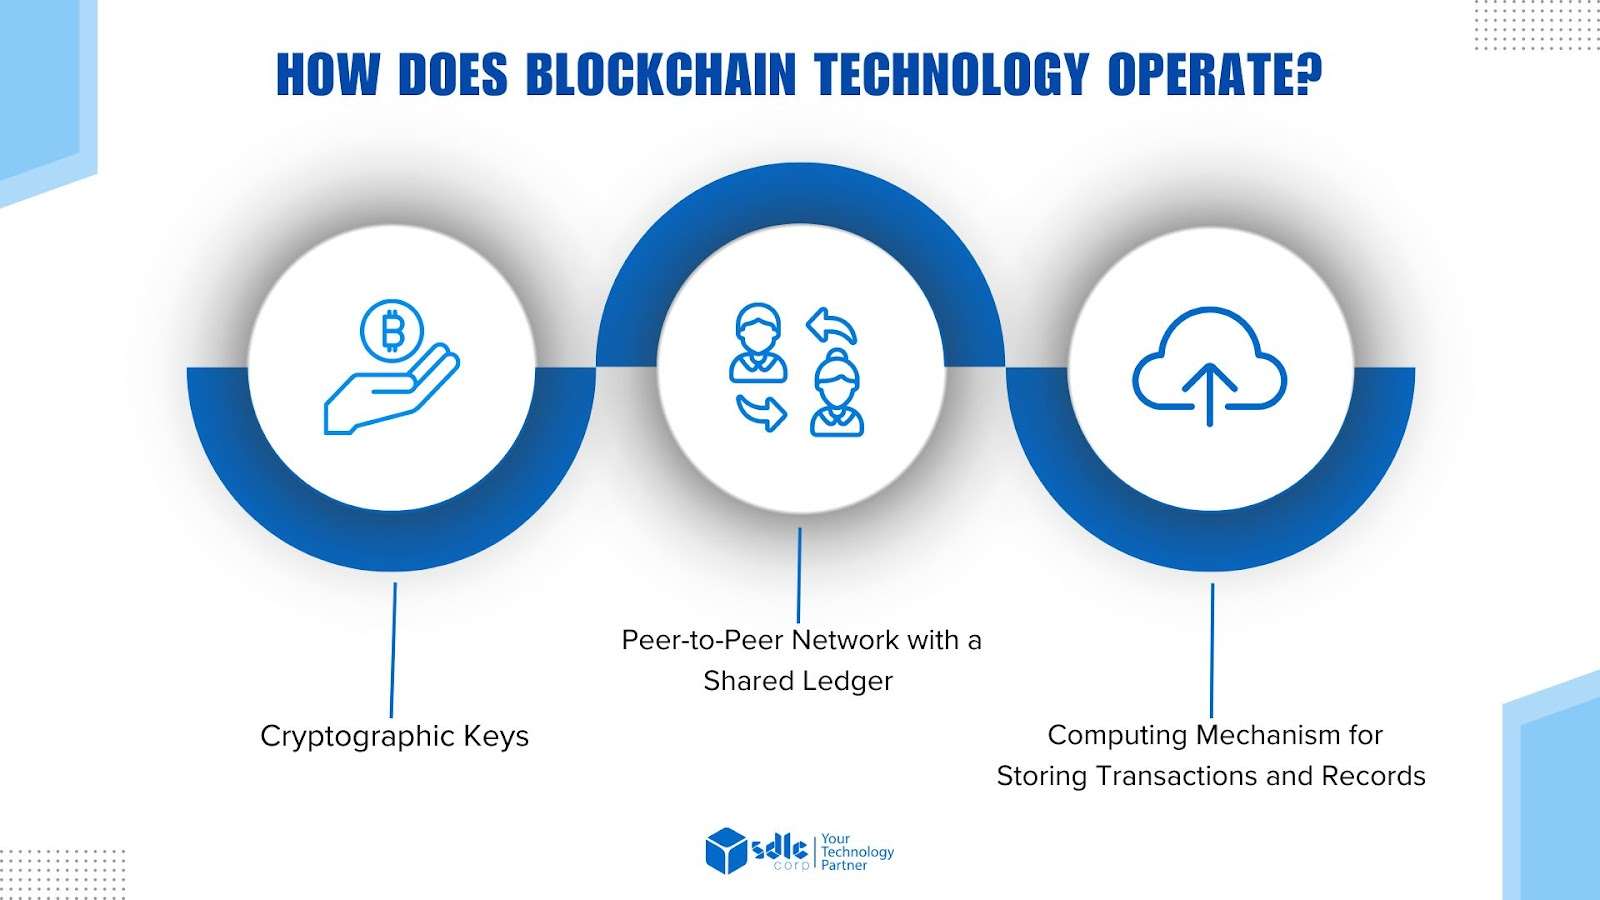 HOW DOES BLOCKCHAIN TECHNOLOGY OPERATE?
Peer-to-Peer Network with a
Shared Ledger
Cryptographic Keys
Computing Mechanism for
Storing Transactions and Records
sdlc
corp
Your
Technology
Partner